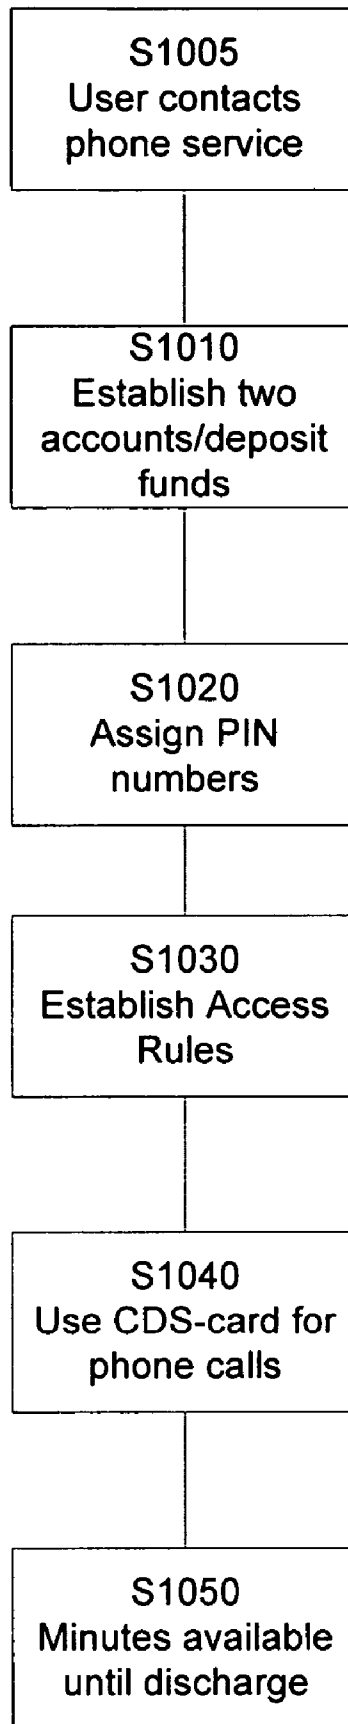 S1005
User contacts
phone service
S1010
Establish two
accounts/deposit
funds
S1020
Assign PIN
numbers
S1030
Establish Access
Rules
S1040
Use CDS-card for
phone calls
S1050
Minutes available
until discharge